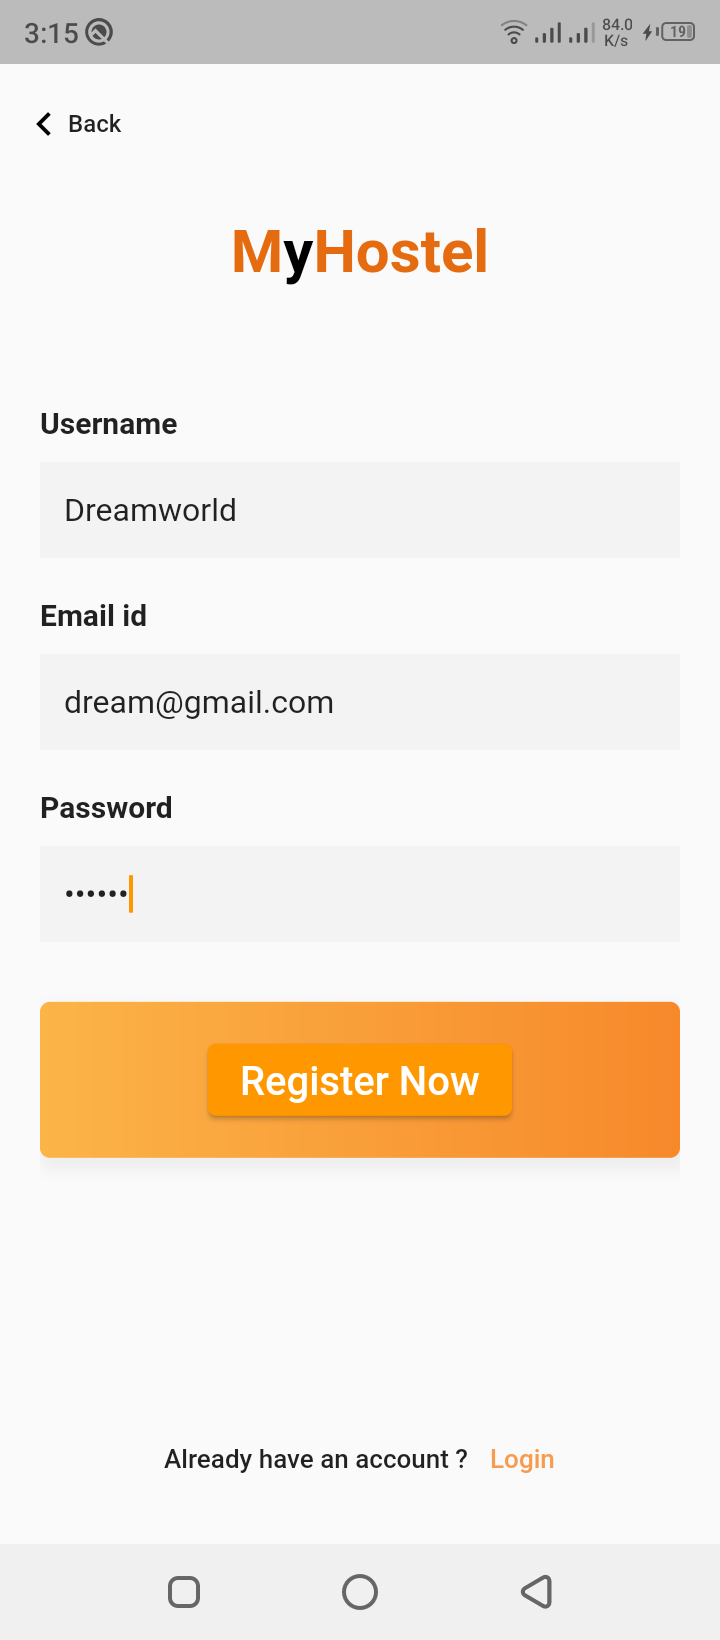 3:15
84.0
K/s
19
Back
MyHostel
Username
Dreamworld
Email id
dream@gmail.com
Password
••••••
Register Now
Already have an account ? Login